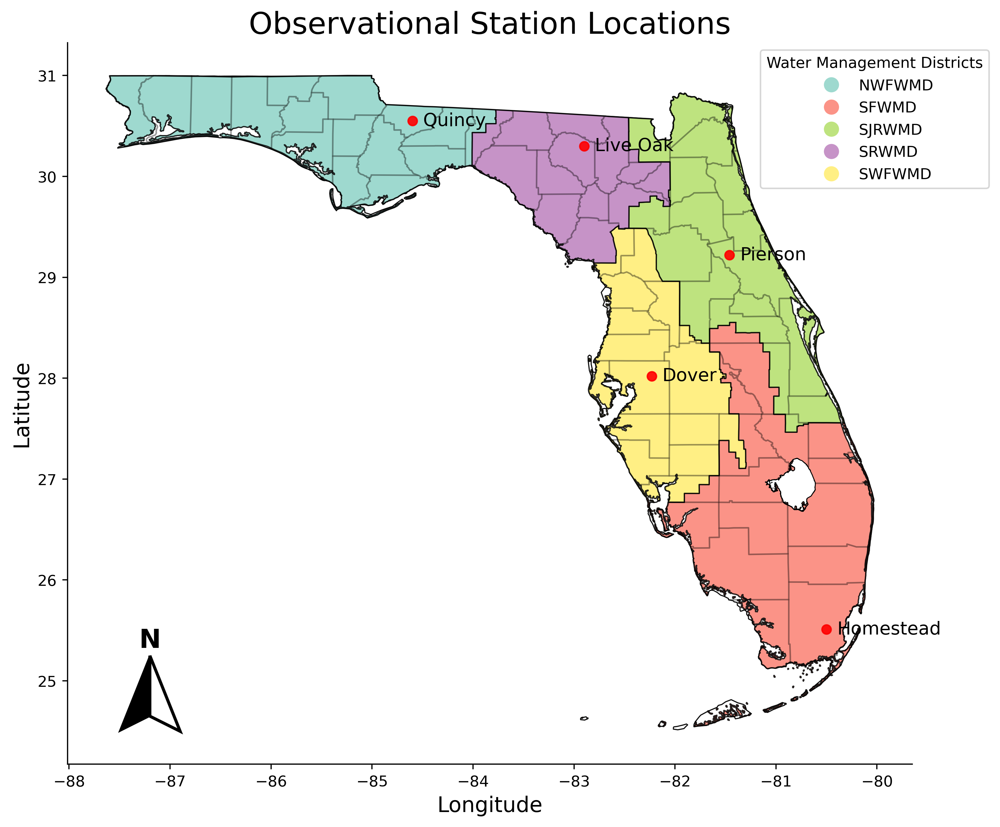 Observational Station Locations
Water Management Districts
NWFWMD
SFWMD
SJRWMD
SRWMD
SWFWMD
31
30
29
28
27
26
25
Latitude
Quincy
Live Oak
Pierson
Dover
Homestead
N
−88 −87 −86 −85 −84 −83 −82 −81 −80
Longitude